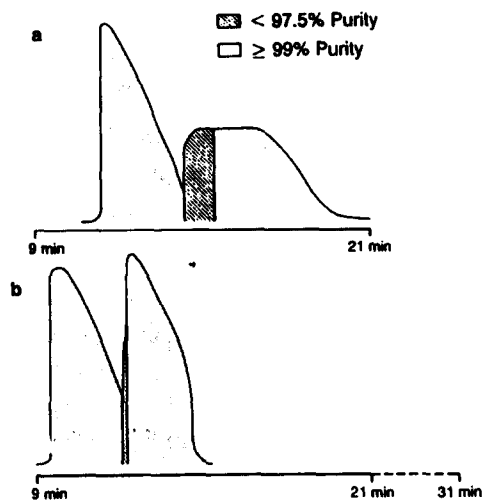 a
< 97.5% Purity
≥ 99% Purity
9 min 21 min
b
9 min 21 min 31 min